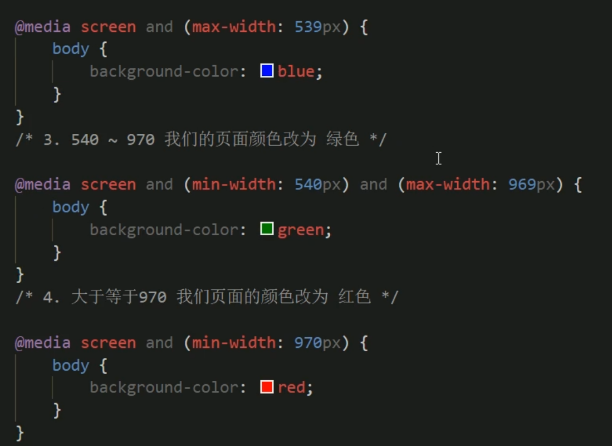 @media screen and (max-width: 539px) {
    body {
        background-color: blue;
    }
}
/* 3. 540 ~ 970 我们的页面颜色改为 绿色 */
@media screen and (min-width: 540px) and (max-width: 969px) {
    body {
        background-color: green;
    }
}
/* 4. 大于等于970 我们页面的颜色改为 红色 */
@media screen and (min-width: 970px) {
    body {
        background-color: red;
    }
}